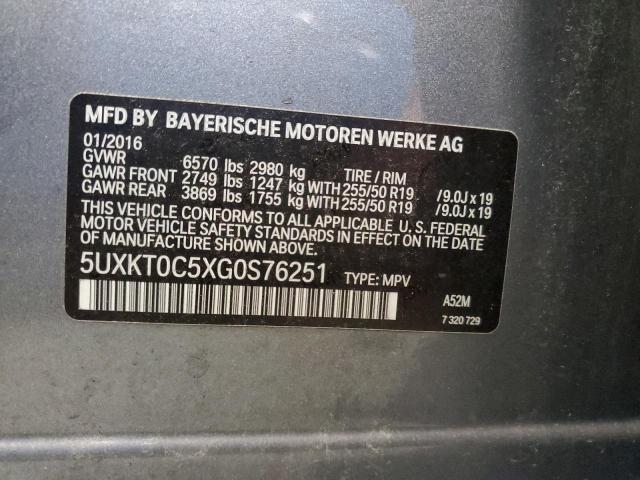 MFD BY BAYERISCHE MOTOREN WERKE AG
01/2016
GVWR 6570 lbs 2980 kg TIRE / RIM
GAWR FRONT 2749 lbs 1247 kg WITH 255/50 R19 /9.0J x 19
GAWR REAR 3869 lbs 1755 kg WITH 255/50 R19 /9.0J x 19
THIS VEHICLE CONFORMS TO ALL APPLICABLE U. S. FEDERAL
MOTOR VEHICLE SAFETY STANDARDS IN EFFECT ON THE DATE OF
MANUFACTURE SHOWN ABOVE.
5UXKT0C5XG0S76251 TYPE: MPV
A52M
7 320 729